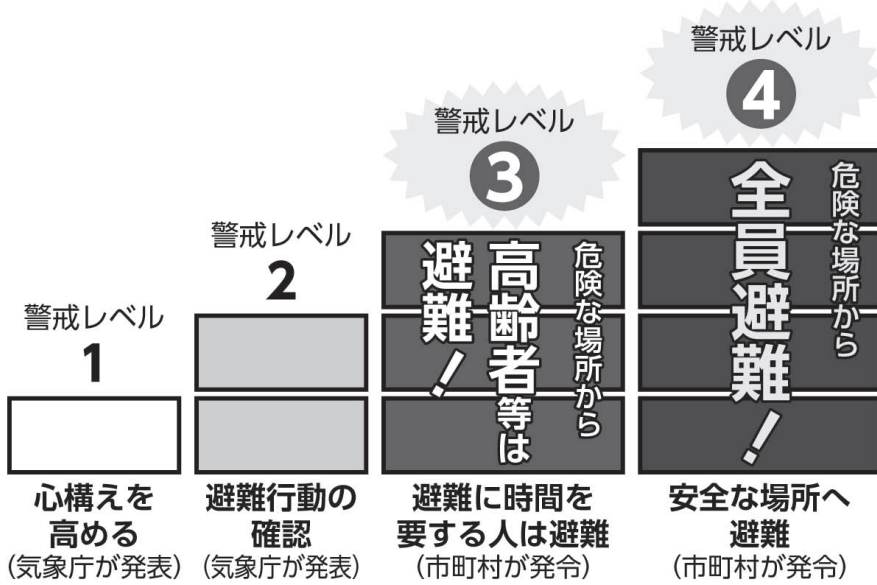 警戒レベル
1
心構えを
高める
(気象庁が発表)
警戒レベル
2
避難行動の
確認
(気象庁が発表)
警戒レベル
3
危険な場所から
高齢者等は
避難!
避難に時間を
要する人は避難
(市町村が発令)
警戒レベル
4
危険な場所から
全員避難!
安全な場所へ
避難
(市町村が発令)